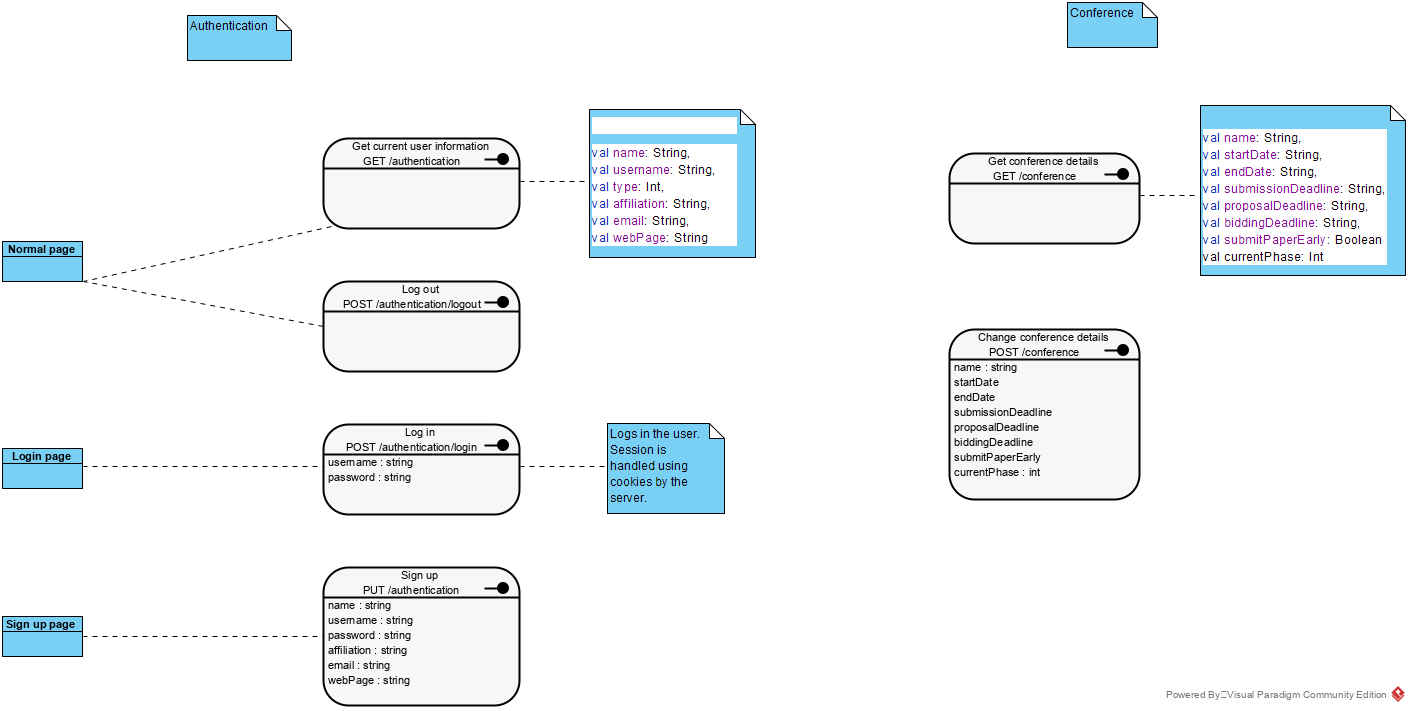 Authentication
Conference
Get current user information
GET /authentication
val name: String,
val username: String,
val type: Int,
val affiliation: String,
val email: String,
val webPage: String
Normal page
Log out
POST /authentication/logout
Login page
Log in
POST /authentication/login
username : string
password : string
Logs in the user.
Session is
handled using
cookies by the
server.
Sign up page
Sign up
PUT /authentication
name : string
username : string
password : string
affiliation : string
email : string
webPage : string
Get conference details
GET /conference
val name: String,
val startDate: String,
val endDate: String,
val submissionDeadline: String,
val proposalDeadline: String,
val biddingDeadline: String,
val submitPaperEarly: Boolean
val currentPhase: Int
Change conference details
POST /conference
name : string
startDate
endDate
submissionDeadline
proposalDeadline
biddingDeadline
submitPaperEarly
currentPhase : int
Powered By Visual Paradigm Community Edition